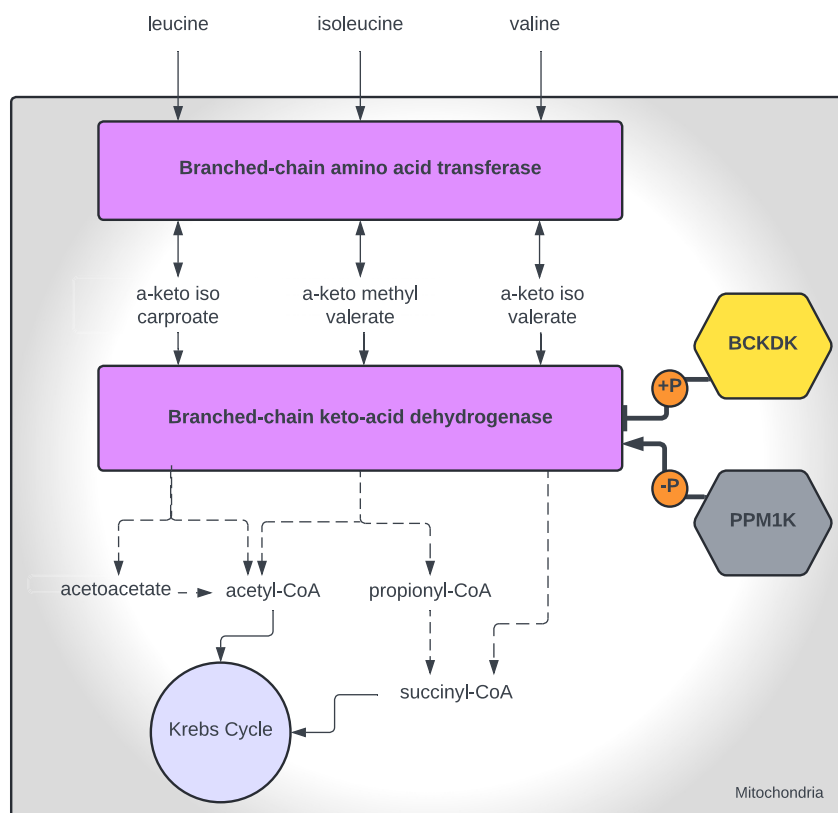 leucine isoleucine valine
Branched-chain amino acid transferase
a-keto iso a-keto methyl a-keto iso
carproate valerate valerate
BCKDK
+P
Branched-chain keto-acid dehydrogenase
-P
PPM1K
acetoacetate acetyl-CoA propionyl-CoA
succinyl-CoA
Krebs Cycle
Mitochondria